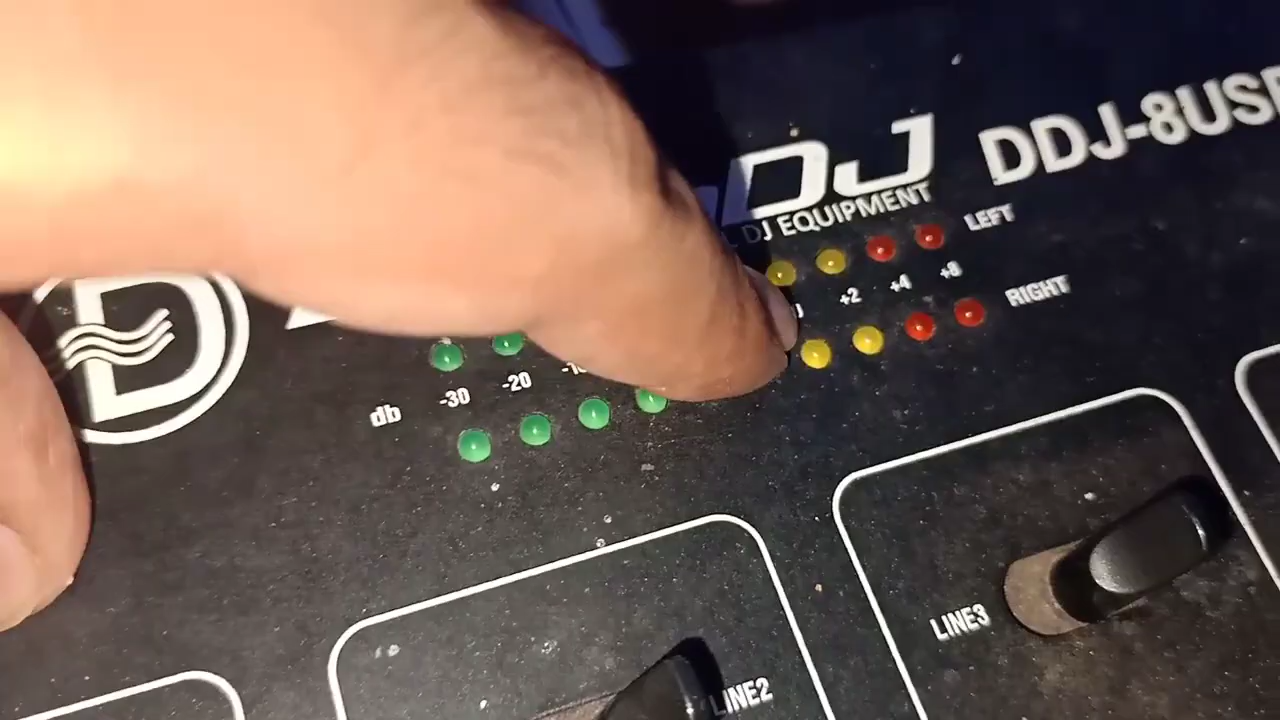 DJ
DDJ-8USB
DJ EQUIPMENT
LEFT
+2 +4 +8
RIGHT
db -30 -20
LINE3
LINE2